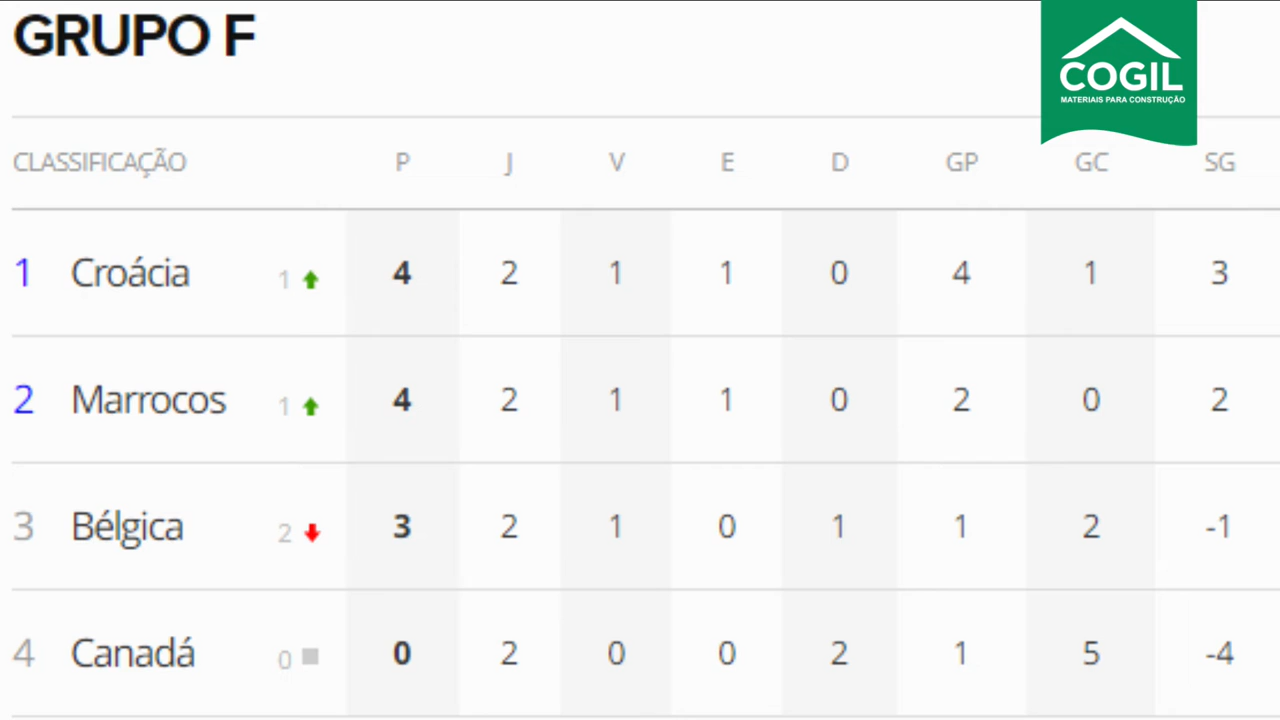 GRUPO F
COGIL
MATERIAIS PARA CONSTRUÇÃO
CLASSIFICAÇÃO P J V E D GP GC SG
1 Croácia 1 4 2 1 1 0 4 1 3
2 Marrocos 1 4 2 1 1 0 2 0 2
3 Bélgica 2 3 2 1 0 1 1 2 -1
4 Canadá 0 0 2 0 0 2 1 5 -4